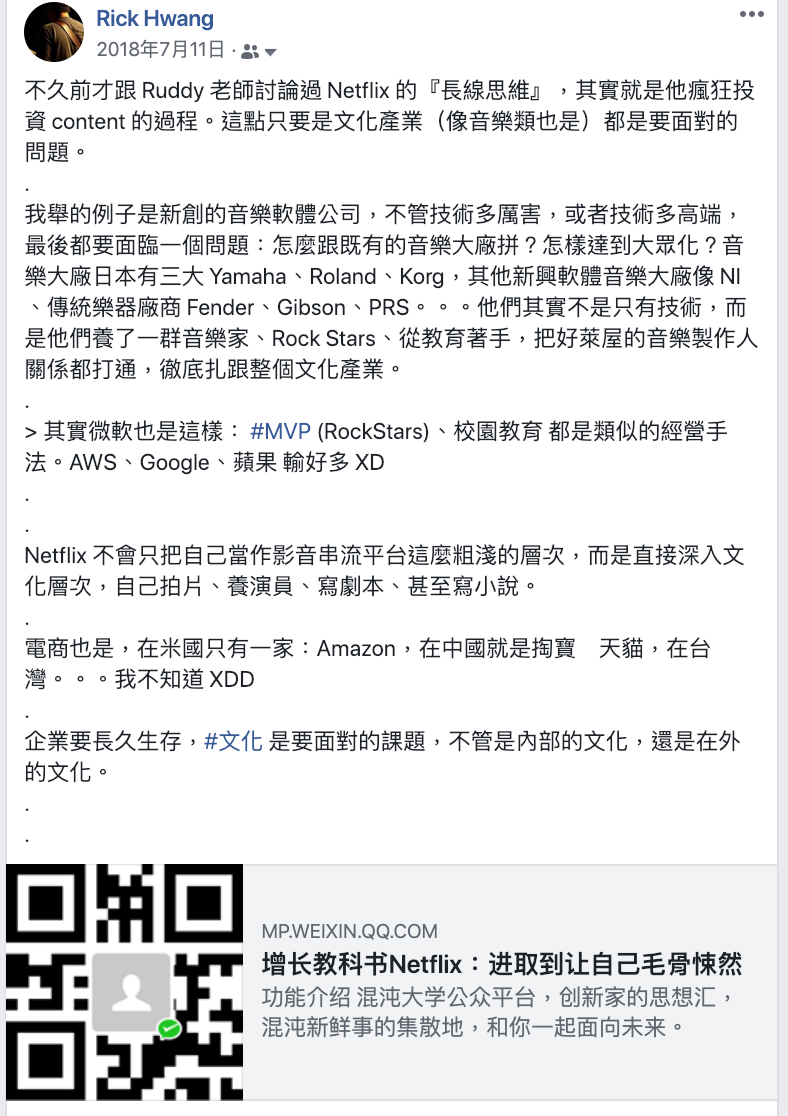 Rick Hwang
2018年7月11日 ·
不久前才跟 Ruddy 老師討論過 Netflix 的『長線思維』，其實就是他瘋狂投
資 content 的過程。這點只要是文化產業（像音樂類也是）都是要面對的
問題。
.
我舉的例子是新創的音樂軟體公司，不管技術多厲害，或者技術多高端，
最後都要面臨一個問題：怎麼跟既有的音樂大廠拼？怎樣達到大眾化？音
樂大廠日本有三大 Yamaha、Roland、Korg，其他新興軟體音樂大廠像 NI
、傳統樂器廠商 Fender、Gibson、PRS。。。他們其實不是只有技術，而
是他們養了一群音樂家、Rock Stars、從教育著手，把好萊屋的音樂製作人
關係都打通，徹底扎跟整個文化產業。
.
> 其實微軟也是這樣： #MVP (RockStars)、校園教育 都是類似的經營手
法。AWS、Google、蘋果 輸好多 XD
.
.
Netflix 不會只把自己當作影音串流平台這麼粗淺的層次，而是直接深入文
化層次，自己拍片、養演員、寫劇本、甚至寫小說。
.
電商也是，在米國只有一家：Amazon，在中國就是掏寶　天貓，在台
灣。。。我不知道 XDD
.
企業要長久生存，#文化 是要面對的課題，不管是內部的文化，還是在外
的文化。
.
.
MP.WEIXIN.QQ.COM
增长教科书Netflix：进取到让自己毛骨悚然
功能介绍 混沌大学公众平台，创新家的思想汇，
混沌新鲜事的集散地，和你一起面向未来。